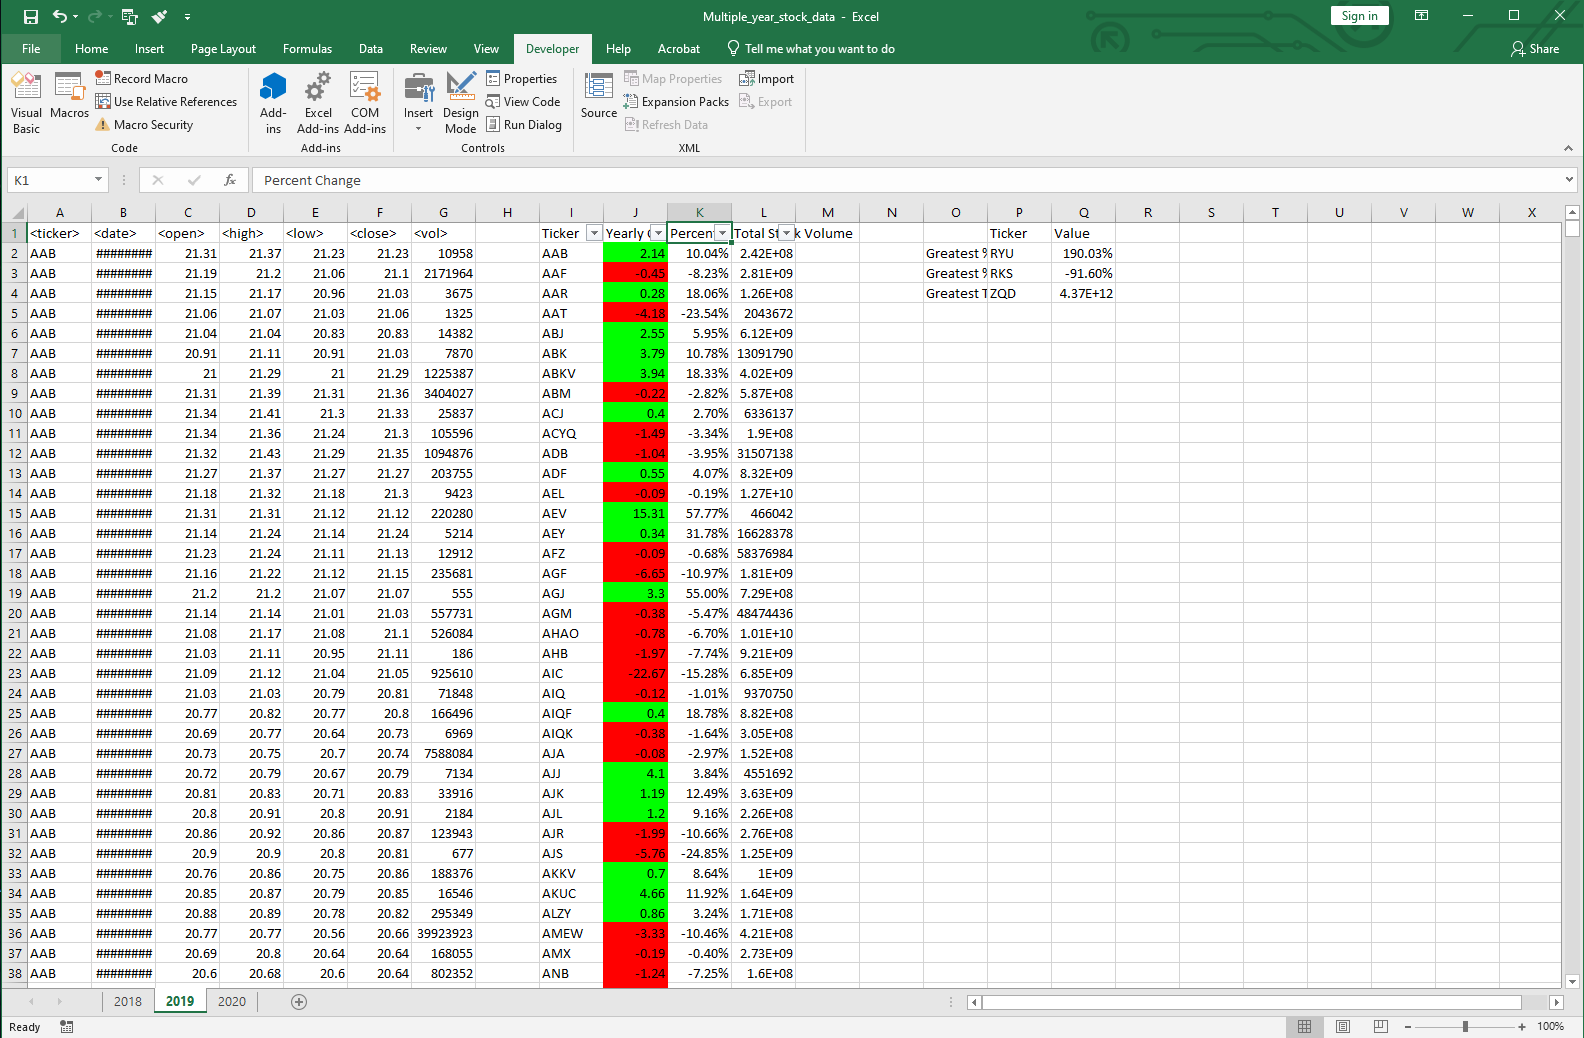 Multiple_year_stock_data - Excel
Sign in
File Home Insert Page Layout Formulas Data Review View Developer Help Acrobat Tell me what you want to do Share
Visual Basic
Macros
Record Macro
Use Relative References
Macro Security
Code
Add-ins
Excel Add-ins
COM Add-ins
Add-ins
Insert
Design Mode
Properties
View Code
Run Dialog
Controls
Source
Map Properties
Expansion Packs
Refresh Data
Import
Export
XML
K1 fx Percent Change
A B C D E F G H I J K L M N O P Q R S T U V W X
1 <ticker> <date> <open> <high> <low> <close> <vol> Ticker Yearly Percent Total St k Volume Ticker Value
2 AAB ######## 21.31 21.37 21.23 21.23 10958 AAB 2.14 10.04% 2.42E+08 Greatest % RYU 190.03%
3 AAB ######## 21.19 21.2 21.06 21.1 2171964 AAF -0.45 -8.23% 2.81E+09 Greatest % RKS -91.60%
4 AAB ######## 21.15 21.17 20.96 21.03 3675 AAR 0.28 18.06% 1.26E+08 Greatest T ZQD 4.37E+12
5 AAB ######## 21.06 21.07 21.03 21.06 1325 AAT -4.18 -23.54% 2043672
6 AAB ######## 21.04 21.04 20.83 20.83 14382 ABJ 2.55 5.95% 6.12E+09
7 AAB ######## 20.91 21.11 20.91 21.03 7870 ABK 3.79 10.78% 13091790
8 AAB ######## 21 21.29 21 21.29 1225387 ABKV 3.94 18.33% 4.02E+09
9 AAB ######## 21.31 21.39 21.31 21.36 3404027 ABM -0.22 -2.82% 5.87E+08
10 AAB ######## 21.34 21.41 21.3 21.33 25837 ACJ 0.4 2.70% 6336137
11 AAB ######## 21.34 21.36 21.24 21.3 105596 ACYQ -1.49 -3.34% 1.9E+08
12 AAB ######## 21.32 21.43 21.29 21.35 1094876 ADB -1.04 -3.95% 31507138
13 AAB ######## 21.27 21.37 21.27 21.27 203755 ADF 0.55 4.07% 8.32E+09
14 AAB ######## 21.18 21.32 21.18 21.3 9423 AEL -0.09 -0.19% 1.27E+10
15 AAB ######## 21.31 21.31 21.12 21.12 220280 AEV 15.31 57.77% 466042
16 AAB ######## 21.14 21.24 21.14 21.24 5214 AEY 0.34 31.78% 16628378
17 AAB ######## 21.23 21.24 21.11 21.13 12912 AFZ -0.09 -0.68% 58376984
18 AAB ######## 21.16 21.22 21.12 21.15 235681 AGF -6.65 -10.97% 1.81E+09
19 AAB ######## 21.2 21.2 21.07 21.07 555 AGJ 3.3 55.00% 7.29E+08
20 AAB ######## 21.14 21.14 21.01 21.03 557731 AGM -0.38 -5.47% 48474436
21 AAB ######## 21.08 21.17 21.08 21.1 526084 AHAO -0.78 -6.70% 1.01E+10
22 AAB ######## 21.03 21.11 20.95 21.11 186 AHB -1.97 -7.74% 9.21E+09
23 AAB ######## 21.09 21.12 21.04 21.05 925610 AIC -22.67 -15.28% 6.85E+09
24 AAB ######## 21.03 21.03 20.79 20.81 71848 AIQ -0.12 -1.01% 9370750
25 AAB ######## 20.77 20.82 20.77 20.8 166496 AIQF 0.4 18.78% 8.82E+08
26 AAB ######## 20.69 20.77 20.64 20.73 6969 AIQK -0.38 -1.64% 3.05E+08
27 AAB ######## 20.73 20.75 20.7 20.74 7588084 AJA -0.08 -2.97% 1.52E+08
28 AAB ######## 20.72 20.79 20.67 20.79 7134 AJJ 4.1 3.84% 4551692
29 AAB ######## 20.81 20.83 20.71 20.83 33916 AJK 1.19 12.49% 3.63E+09
30 AAB ######## 20.8 20.91 20.8 20.91 2184 AJL 1.2 9.16% 2.26E+08
31 AAB ######## 20.86 20.92 20.86 20.87 123943 AJR -1.99 -10.66% 2.76E+08
32 AAB ######## 20.9 20.9 20.8 20.81 677 AJS -5.76 -24.85% 1.25E+09
33 AAB ######## 20.76 20.86 20.75 20.86 188376 AKKV 0.7 8.64% 1E+09
34 AAB ######## 20.85 20.87 20.79 20.85 16546 AKUC 4.66 11.92% 1.64E+09
35 AAB ######## 20.88 20.89 20.78 20.82 295349 ALZY 0.86 3.24% 1.71E+08
36 AAB ######## 20.77 20.77 20.56 20.66 39923923 AMEW -3.33 -10.46% 4.21E+08
37 AAB ######## 20.69 20.8 20.64 20.64 168055 AMX -0.19 -0.40% 2.73E+09
38 AAB ######## 20.6 20.68 20.6 20.64 802352 ANB -1.24 -7.25% 1.6E+08
2018 2019 2020
Ready 100%